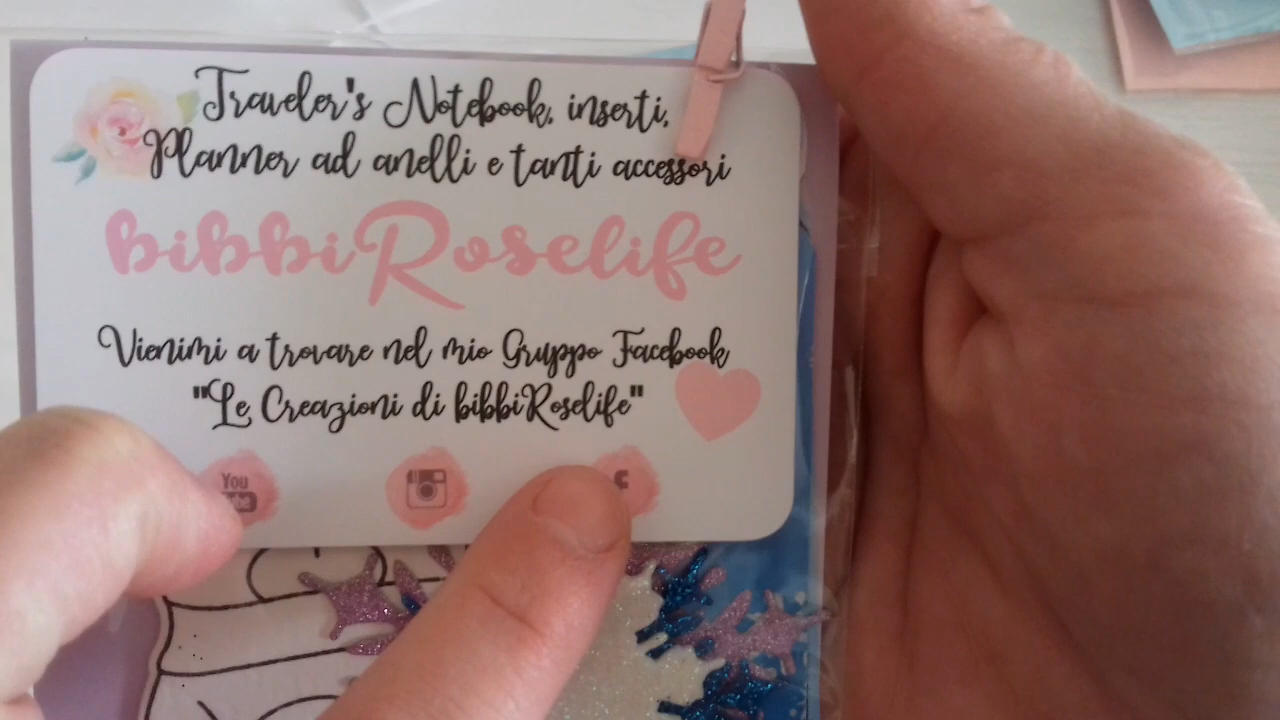 Traveler's Notebook, inserti,
Planner ad anelli e tanti accessori
bibbiRoselife
Vienimi a trovare nel mio Gruppo Facebook
"Le Creazioni di bibbiRoselife"
You